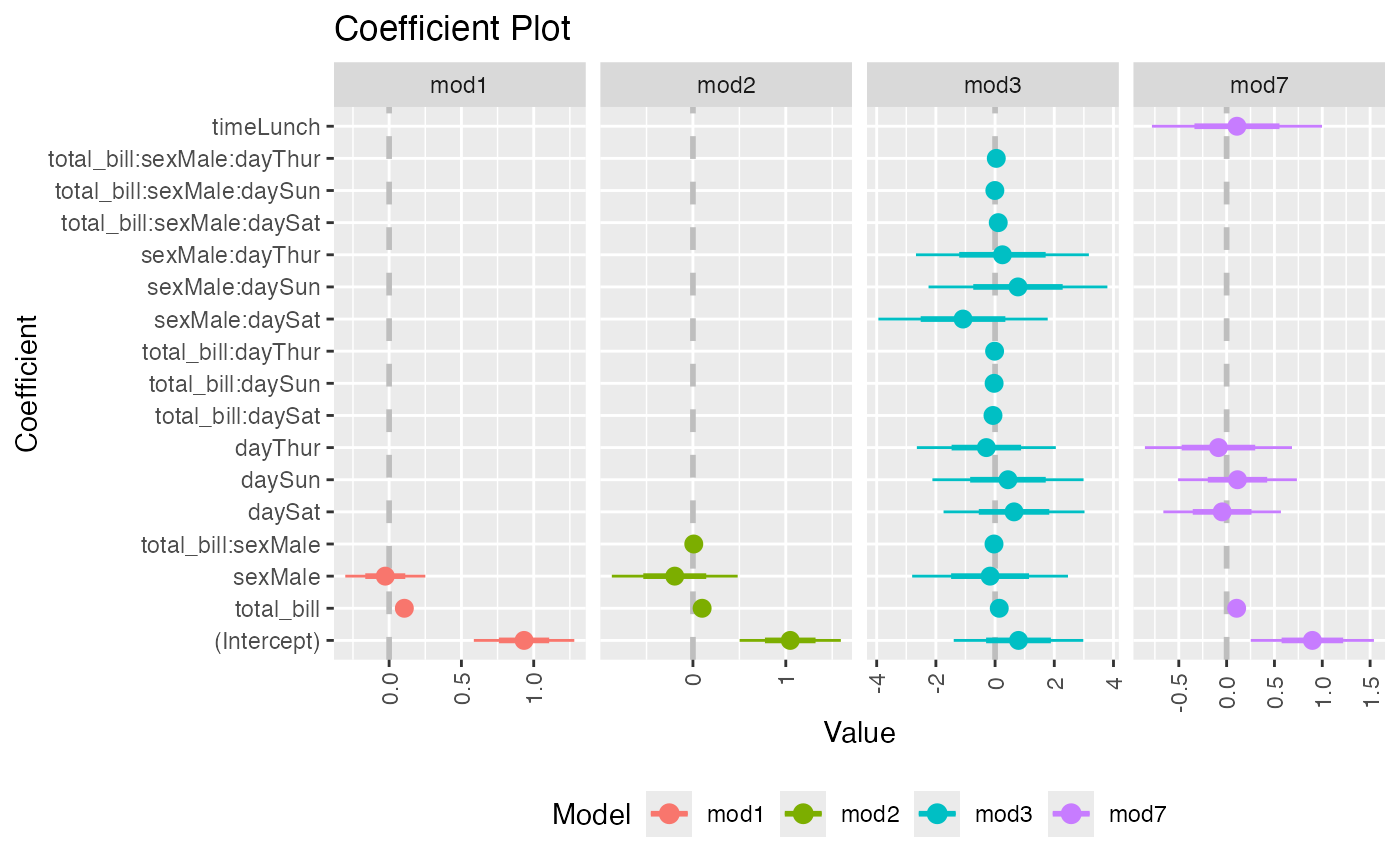 Coefficient Plot
mod1 mod2 mod3 mod7
Coefficient
timeLunch
total_bill:sexMale:dayThur
total_bill:sexMale:daySun
total_bill:sexMale:daySat
sexMale:dayThur
sexMale:daySun
sexMale:daySat
total_bill:dayThur
total_bill:daySun
total_bill:daySat
dayThur
daySun
daySat
total_bill:sexMale
sexMale
total_bill
(Intercept)
0.0 0.5 1.0 0 1 -4 -2 0 2 4 -0.5 0.0 0.5 1.0 1.5
Value
Model mod1 mod2 mod3 mod7